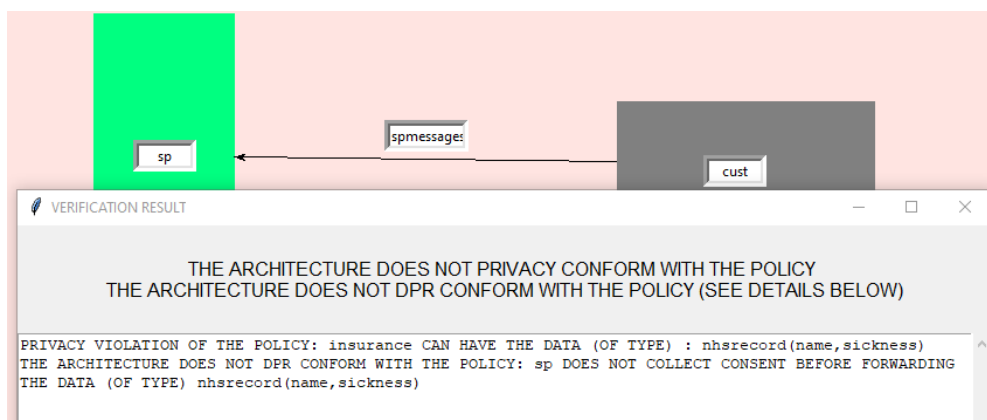 spmessages
sp
cust
VERIFICATION RESULT
THE ARCHITECTURE DOES NOT PRIVACY CONFORM WITH THE POLICY
THE ARCHITECTURE DOES NOT DPR CONFORM WITH THE POLICY (SEE DETAILS BELOW)
PRIVACY VIOLATION OF THE POLICY: insurance CAN HAVE THE DATA (OF TYPE) : nhsrecord(name,sickness)
THE ARCHITECTURE DOES NOT DPR CONFORM WITH THE POLICY: sp DOES NOT COLLECT CONSENT BEFORE FORWARDING
THE DATA (OF TYPE) nhsrecord(name,sickness)